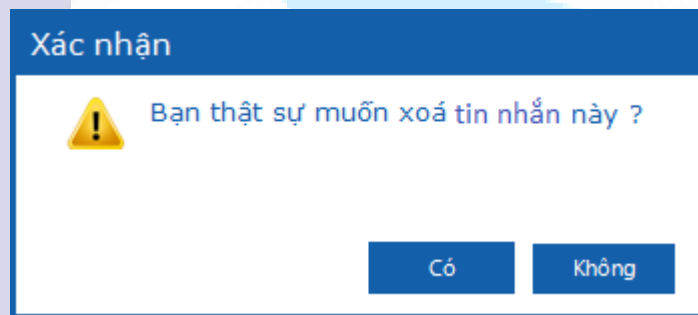 Xác nhận
Bạn thật sự muốn xoá tin nhắn này ?
Có
Không